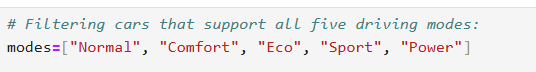 # Filtering cars that support all five driving modes:
modes=["Normal", "Comfort", "Eco", "Sport", "Power"]